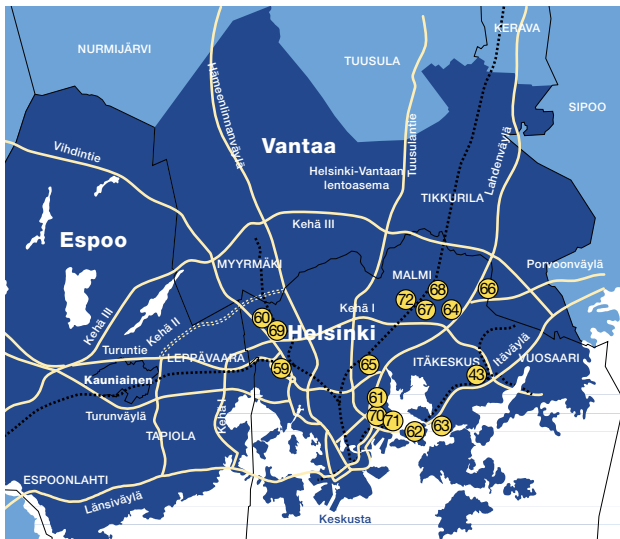 KERAVA
NURMIJÄRVI
TUUSULA
SIPOO
Hämeenlinnanväylä
Tuusulantie
Lahdenväylä
Vihdintie
Vantaa
Helsinki-Vantaan
lentoasema
TIKKURILA
Kehä III
Espoo
MYYRMÄKI
MALMI
Porvoonväylä
68
66
72
67
64
Kehä III
Kehä II
60
69
Helsinki
Kehä I
Turuntie
LEPPÄVAARA
59
65
ITÄKESKUS
43
Itäväylä
VUOSAARI
Kauniainen
Turunväylä
Kehä I
61
70
71
62
63
TAPIOLA
ESPOONLAHTI
Länsiväylä
Keskusta